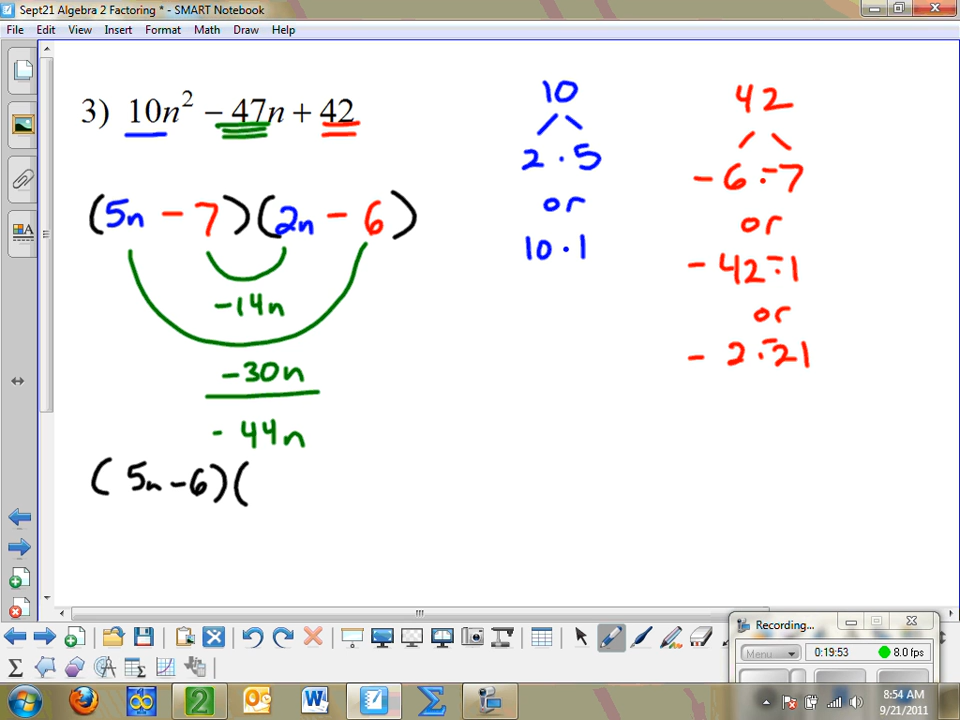 Sept21 Algebra 2 Factoring * - SMART Notebook
File Edit View Insert Format Math Draw Help
3) 10n² − 47n + 42
(5n − 7)(2n − 6)
-14n
-30n
- 44n
(5n - 6)(
10
2 · 5
or
10 · 1
42
- 6 · -7
or
- 42 · -1
or
- 2 · -21
Recording...
Menu
0:19:53
8.0 fps
8:54 AM
9/21/2011